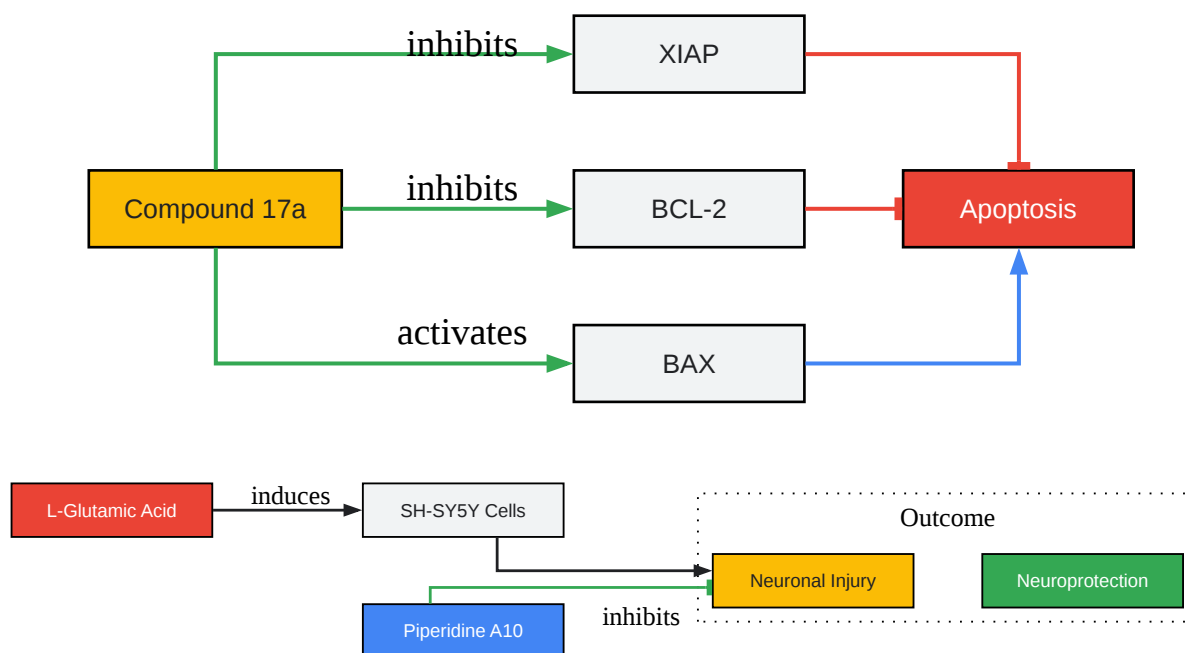 inhibits
XIAP
Compound 17a
inhibits
BCL-2
Apoptosis
activates
BAX
L-Glutamic Acid
induces
SH-SY5Y Cells
Outcome
Neuronal Injury
Neuroprotection
inhibits
Piperidine A10